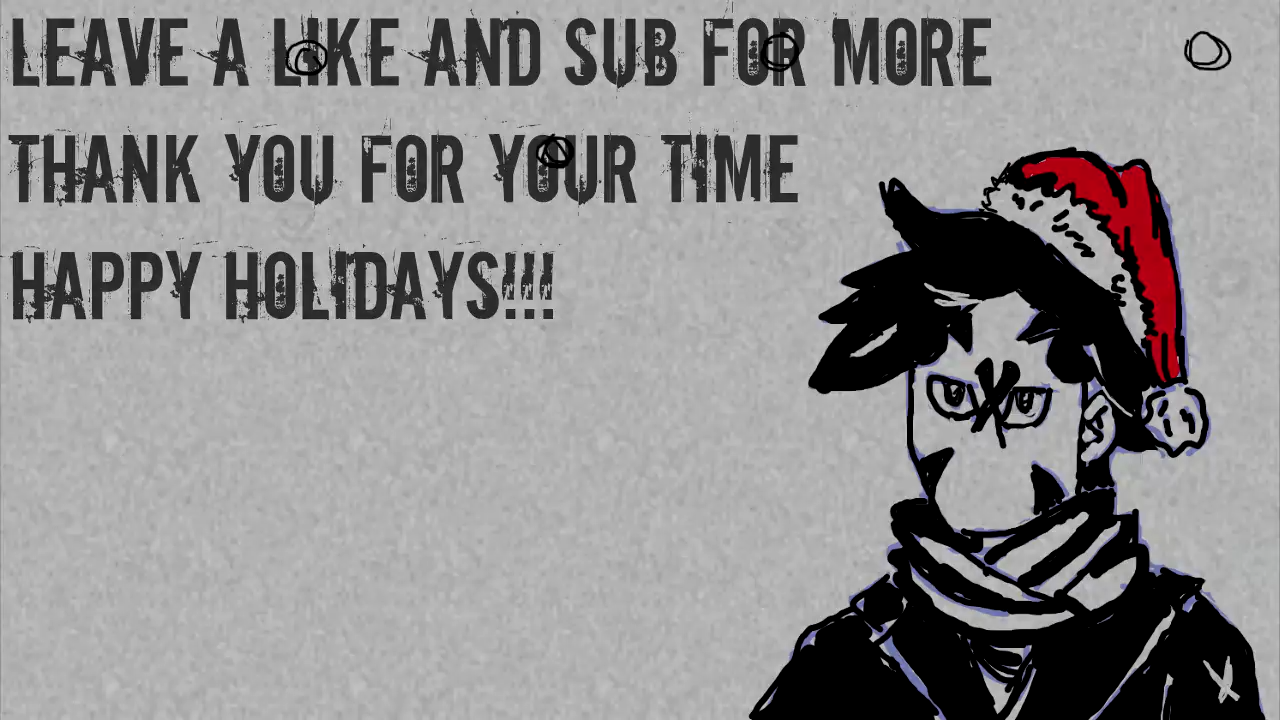 LEAVE A LIKE AND SUB FOR MORE
THANK YOU FOR YOUR TIME
HAPPY HOLIDAYS!!!